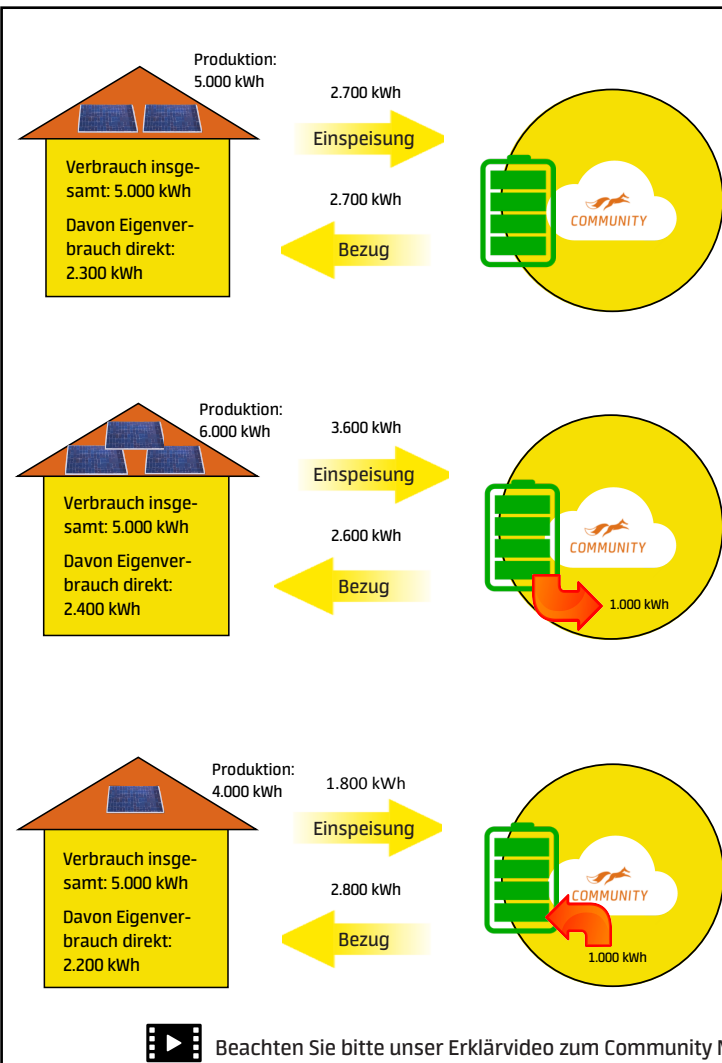 Produktion:
5.000 kWh
2.700 kWh
Einspeisung
Verbrauch insge-
samt: 5.000 kWh
Davon Eigenver-
brauch direkt:
2.300 kWh
2.700 kWh
Bezug
COMMUNITY
Produktion:
6.000 kWh
3.600 kWh
Einspeisung
Verbrauch insge-
samt: 5.000 kWh
Davon Eigenver-
brauch direkt:
2.400 kWh
2.600 kWh
Bezug
COMMUNITY
1.000 kWh
Produktion:
4.000 kWh
1.800 kWh
Einspeisung
Verbrauch insge-
samt: 5.000 kWh
Davon Eigenver-
brauch direkt:
2.200 kWh
2.800 kWh
Bezug
COMMUNITY
1.000 kWh
Beachten Sie bitte unser Erklärvideo zum Community